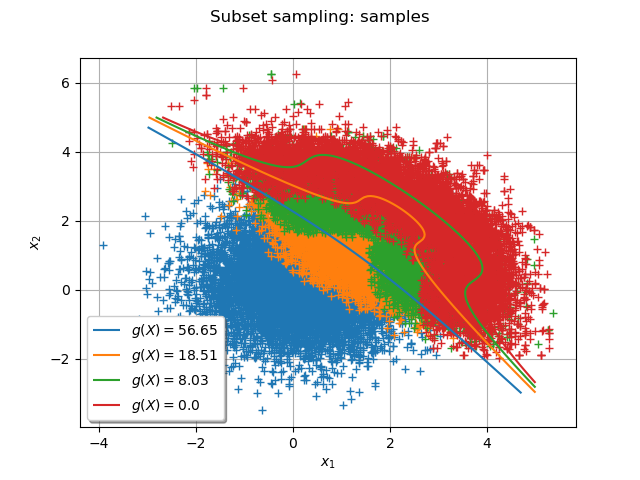 Subset sampling: samples
6
4
2
0
−2
x₂
g(X) = 56.65
g(X) = 18.51
g(X) = 8.03
g(X) = 0.0
−4
−2
0
2
4
x₁